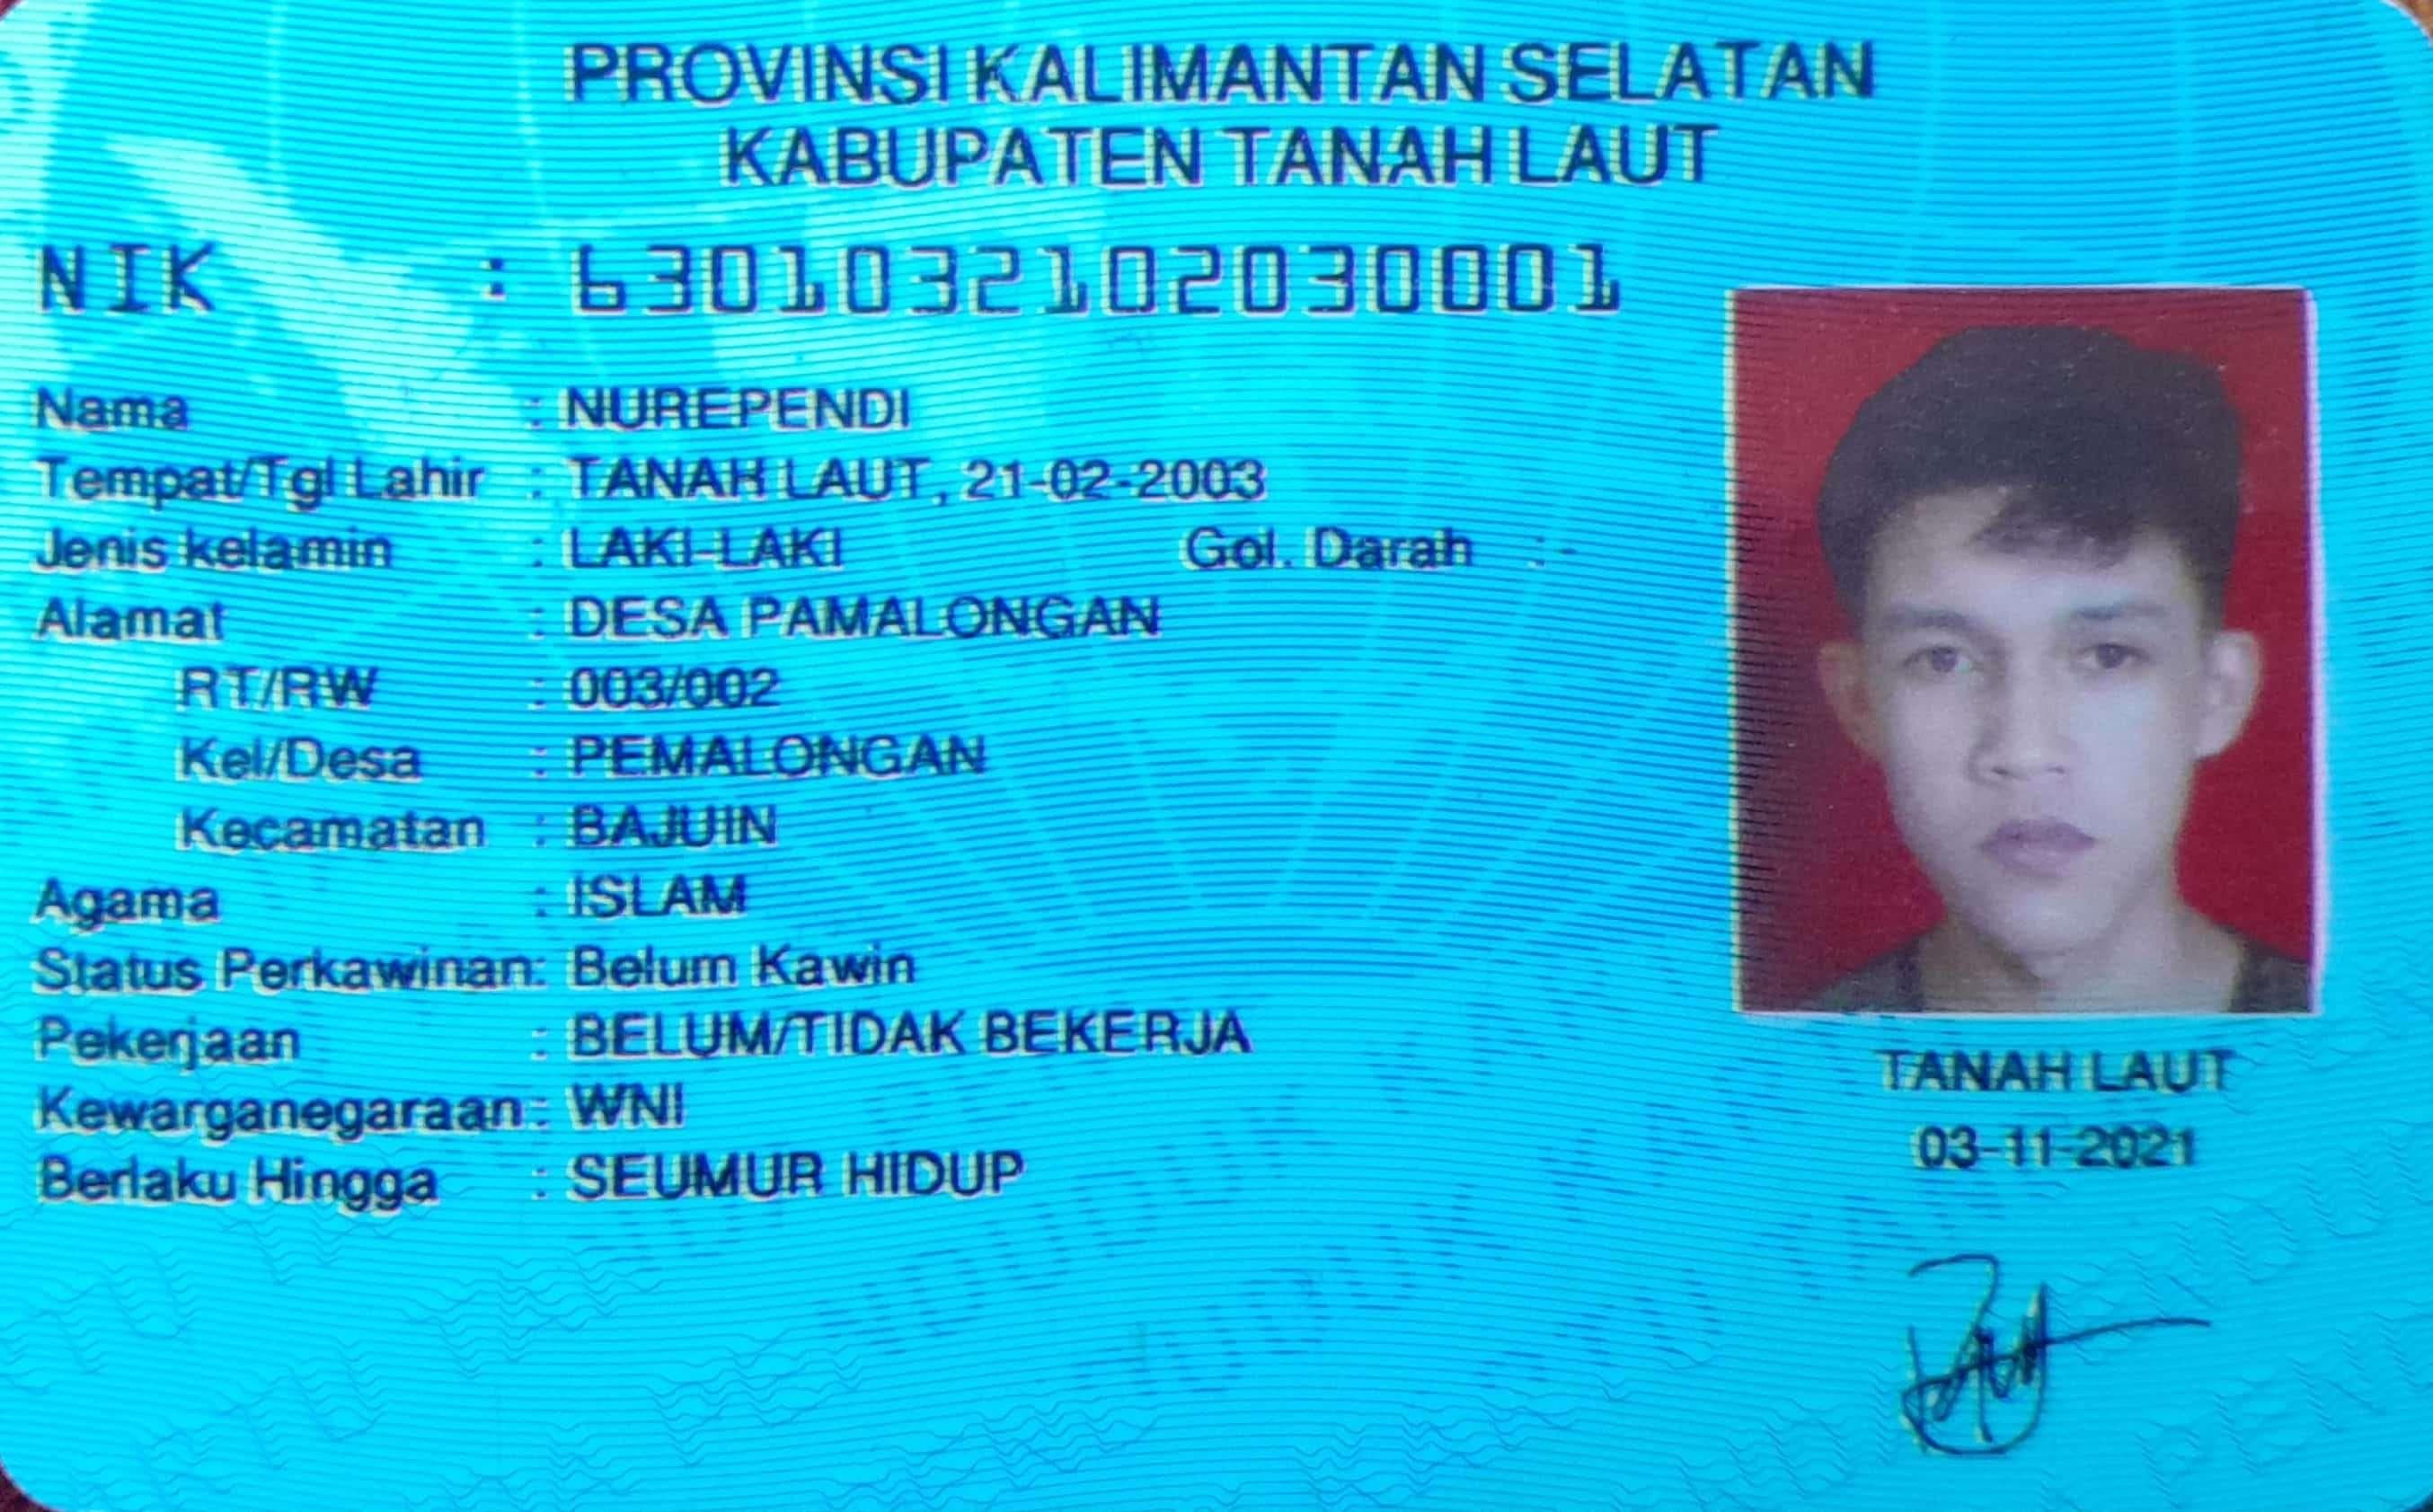 PROVINSI KALIMANTAN SELATAN
KABUPATEN TANAH LAUT
NIK : 6301032102030001
Nama : NUREPENDI
Tempat/Tgl Lahir : TANAH LAUT, 21-02-2003
Jenis kelamin : LAKI-LAKI Gol. Darah : -
Alamat : DESA PAMALONGAN
RT/RW : 003/002
Kel/Desa : PEMALONGAN
Kecamatan : BAJUIN
Agama : ISLAM
Status Perkawinan: Belum Kawin
Pekerjaan : BELUM/TIDAK BEKERJA
Kewarganegaraan: WNI
Berlaku Hingga : SEUMUR HIDUP
TANAH LAUT
03-11-2021